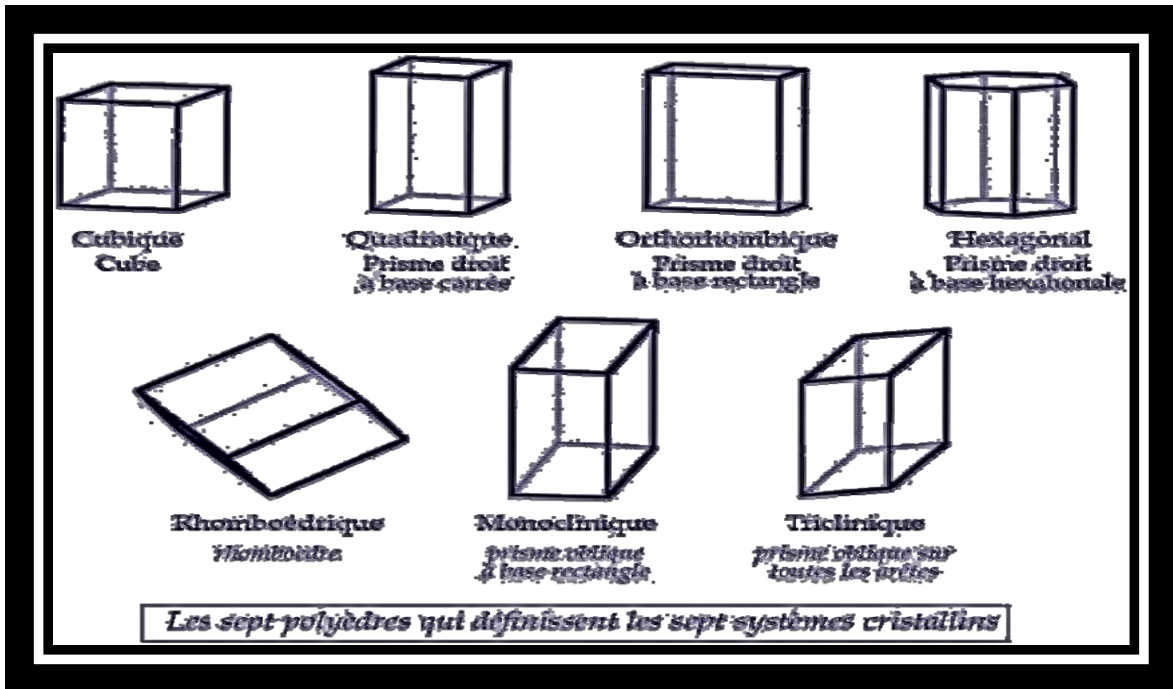 Cubique
Cube
Quadratique
Prisme droit
à base carrée
Orthorhombique
Prisme droit
à base rectangle
Hexagonal
Prisme droit
à base hexahonale
Rhomboédrique
rhomboèdre
Monoclinique
prisme oblique
à base rectangle
Triclinique
prisme oblique sur
toutes les arêtes
Les sept polyèdres qui définissent les sept systèmes cristallins